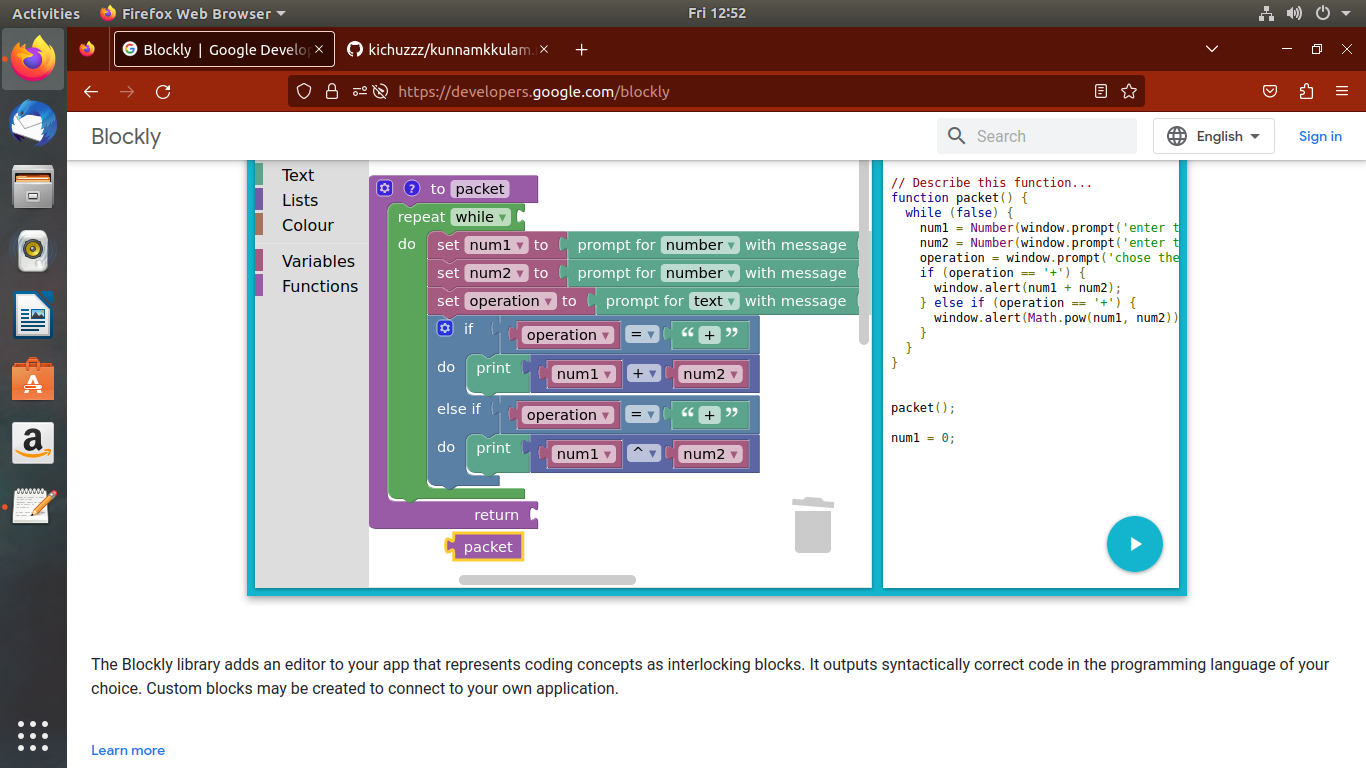 Activities Firefox Web Browser Fri 12:52
Blockly | Google Develop kichuzzz/kunnamkkulam.
https://developers.google.com/blockly
Blockly Search English Sign in
Text
Lists
Colour
Variables
Functions
to packet
repeat while
do set num1 to prompt for number with message
set num2 to prompt for number with message
set operation to prompt for text with message
if operation = “ + ”
do print num1 + num2
else if operation = “ + ”
do print num1 ^ num2
return
packet
// Describe this function...
function packet() {
while (false) {
num1 = Number(window.prompt('enter t
num2 = Number(window.prompt('enter t
operation = window.prompt('chose the
if (operation == '+') {
window.alert(num1 + num2);
} else if (operation == '+') {
window.alert(Math.pow(num1, num2))
}
}
}
packet();
num1 = 0;
The Blockly library adds an editor to your app that represents coding concepts as interlocking blocks. It outputs syntactically correct code in the programming language of your
choice. Custom blocks may be created to connect to your own application.
Learn more